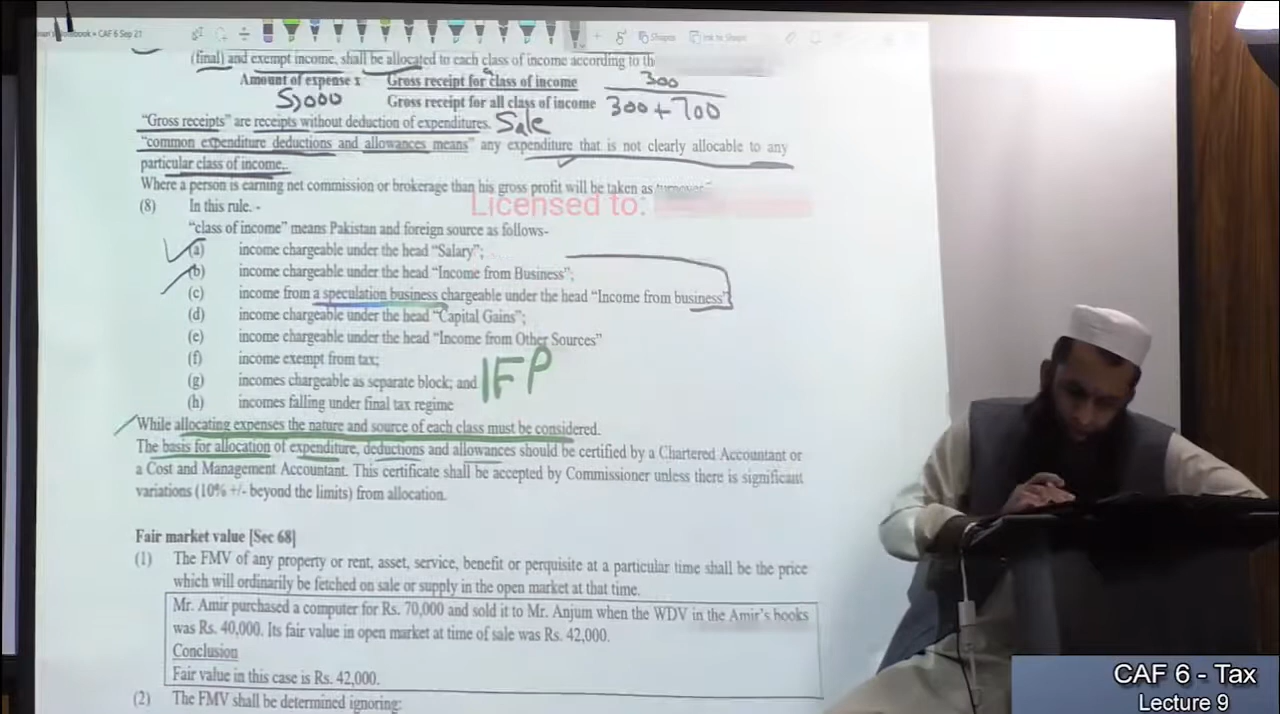 book » CAF 6 Sep 21
Shapes
Ink to Shape
(final) and exempt income, shall be allocated to each class of income according to th
Amount of expense x Gross receipt for class of income 300
5,000 Gross receipt for all class of income 300+700
"Gross receipts" are receipts without deduction of expenditures. Sale
"common expenditure deductions and allowances means" any expenditure that is not clearly allocable to any
particular class of income.
Where a person is earning net commission or brokerage than his gross profit will be taken as turnover"
Licensed to:
(8) In this rule. -
"class of income" means Pakistan and foreign source as follows-
(a) income chargeable under the head "Salary";
(b) income chargeable under the head "Income from Business";
(c) income from a speculation business chargeable under the head "Income from business"
(d) income chargeable under the head "Capital Gains";
(e) income chargeable under the head "Income from Other Sources"
(f) income exempt from tax;
(g) incomes chargeable as separate block; and IFP
(h) incomes falling under final tax regime
While allocating expenses the nature and source of each class must be considered.
The basis for allocation of expenditure, deductions and allowances should be certified by a Chartered Accountant or
a Cost and Management Accountant. This certificate shall be accepted by Commissioner unless there is significant
variations (10% +/- beyond the limits) from allocation.
Fair market value [Sec 68]
(1) The FMV of any property or rent, asset, service, benefit or perquisite at a particular time shall be the price
which will ordinarily be fetched on sale or supply in the open market at that time.
Mr. Amir purchased a computer for Rs. 70,000 and sold it to Mr. Anjum when the WDV in the Amir's books
was Rs. 40,000. Its fair value in open market at time of sale was Rs. 42,000.
Conclusion
Fair value in this case is Rs. 42,000.
(2) The FMV shall be determined ignoring:
CAF 6 - Tax
Lecture 9